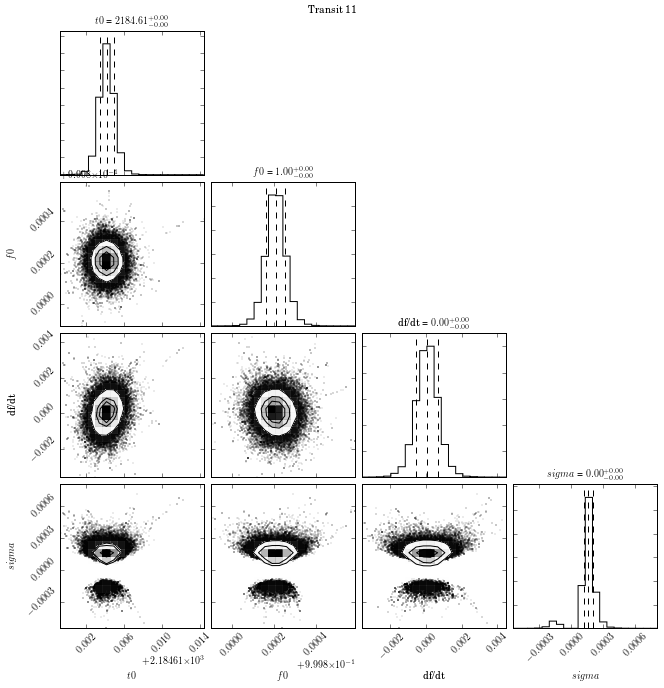 Transit 11
t0 = 2184.61+0.00−0.00
f0 = 1.00+0.00−0.00
f0
0.0004
0.0002
0.0000
df/dt = 0.00+0.00−0.00
df/dt
0.004
0.002
0.000
−0.002
sigma = 0.00+0.00−0.00
sigma
0.0006
0.0003
0.0000
−0.0003
0.002 0.006 0.010 0.014 0.0000 0.0002 0.0004 −0.002 0.000 0.002 0.004 −0.0003 0.0000 0.0003 0.0006
+2.18461×10³ +9.998×10⁻¹
t0 f0 df/dt sigma